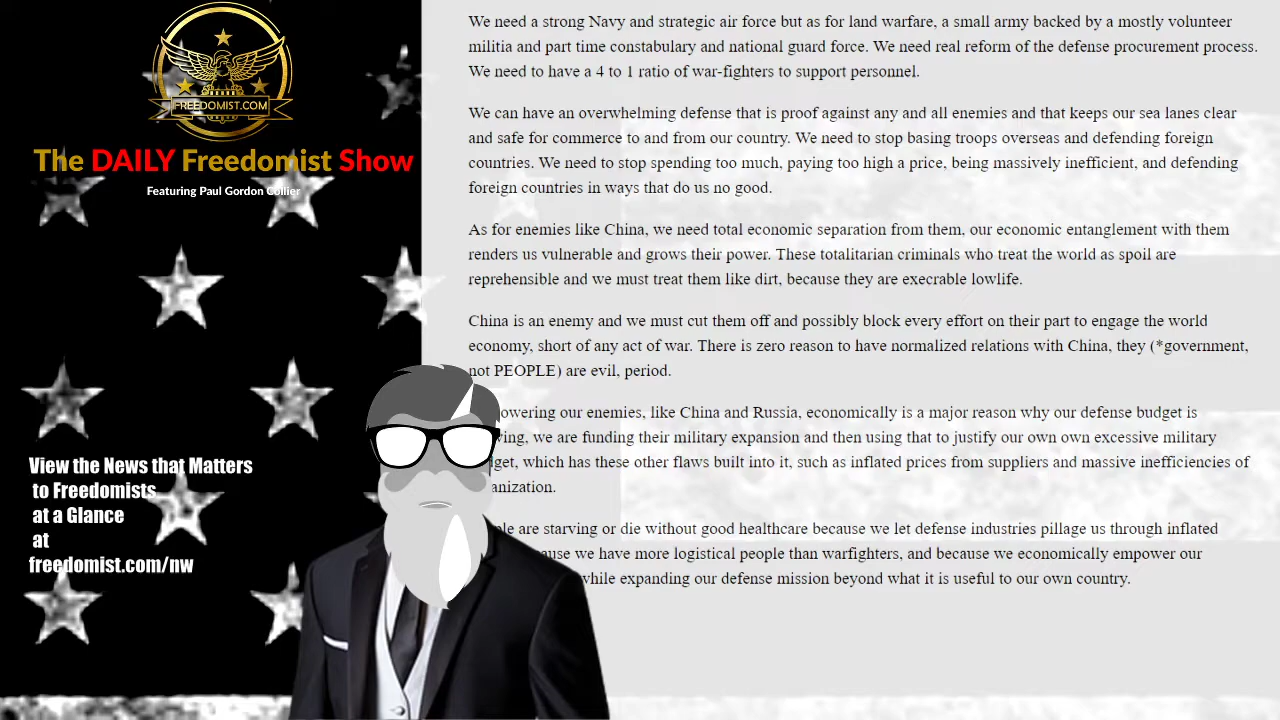 FREEDOMIST.COM
The DAILY Freedomist Show
Featuring Paul Gordon Collier
View the News that Matters
to Freedomists
at a Glance
at
freedomist.com/nw
We need a strong Navy and strategic air force but as for land warfare, a small army backed by a mostly volunteer
militia and part time constabulary and national guard force. We need real reform of the defense procurement process.
We need to have a 4 to 1 ratio of war-fighters to support personnel.
We can have an overwhelming defense that is proof against any and all enemies and that keeps our sea lanes clear
and safe for commerce to and from our country. We need to stop basing troops overseas and defending foreign
countries. We need to stop spending too much, paying too high a price, being massively inefficient, and defending
foreign countries in ways that do us no good.
As for enemies like China, we need total economic separation from them, our economic entanglement with them
renders us vulnerable and grows their power. These totalitarian criminals who treat the world as spoil are
reprehensible and we must treat them like dirt, because they are execrable lowlife.
China is an enemy and we must cut them off and possibly block every effort on their part to engage the world
economy, short of any act of war. There is zero reason to have normalized relations with China, they (*government,
not PEOPLE) are evil, period.
our enemies, like China and Russia, economically is a major reason why our defense budget is
we are funding their military expansion and then using that to justify our own own excessive military
which has these other flaws built into it, such as inflated prices from suppliers and massive inefficiencies of
are starving or die without good healthcare because we let defense industries pillage us through inflated
we have more logistical people than warfighters, and because we economically empower our
while expanding our defense mission beyond what it is useful to our own country.